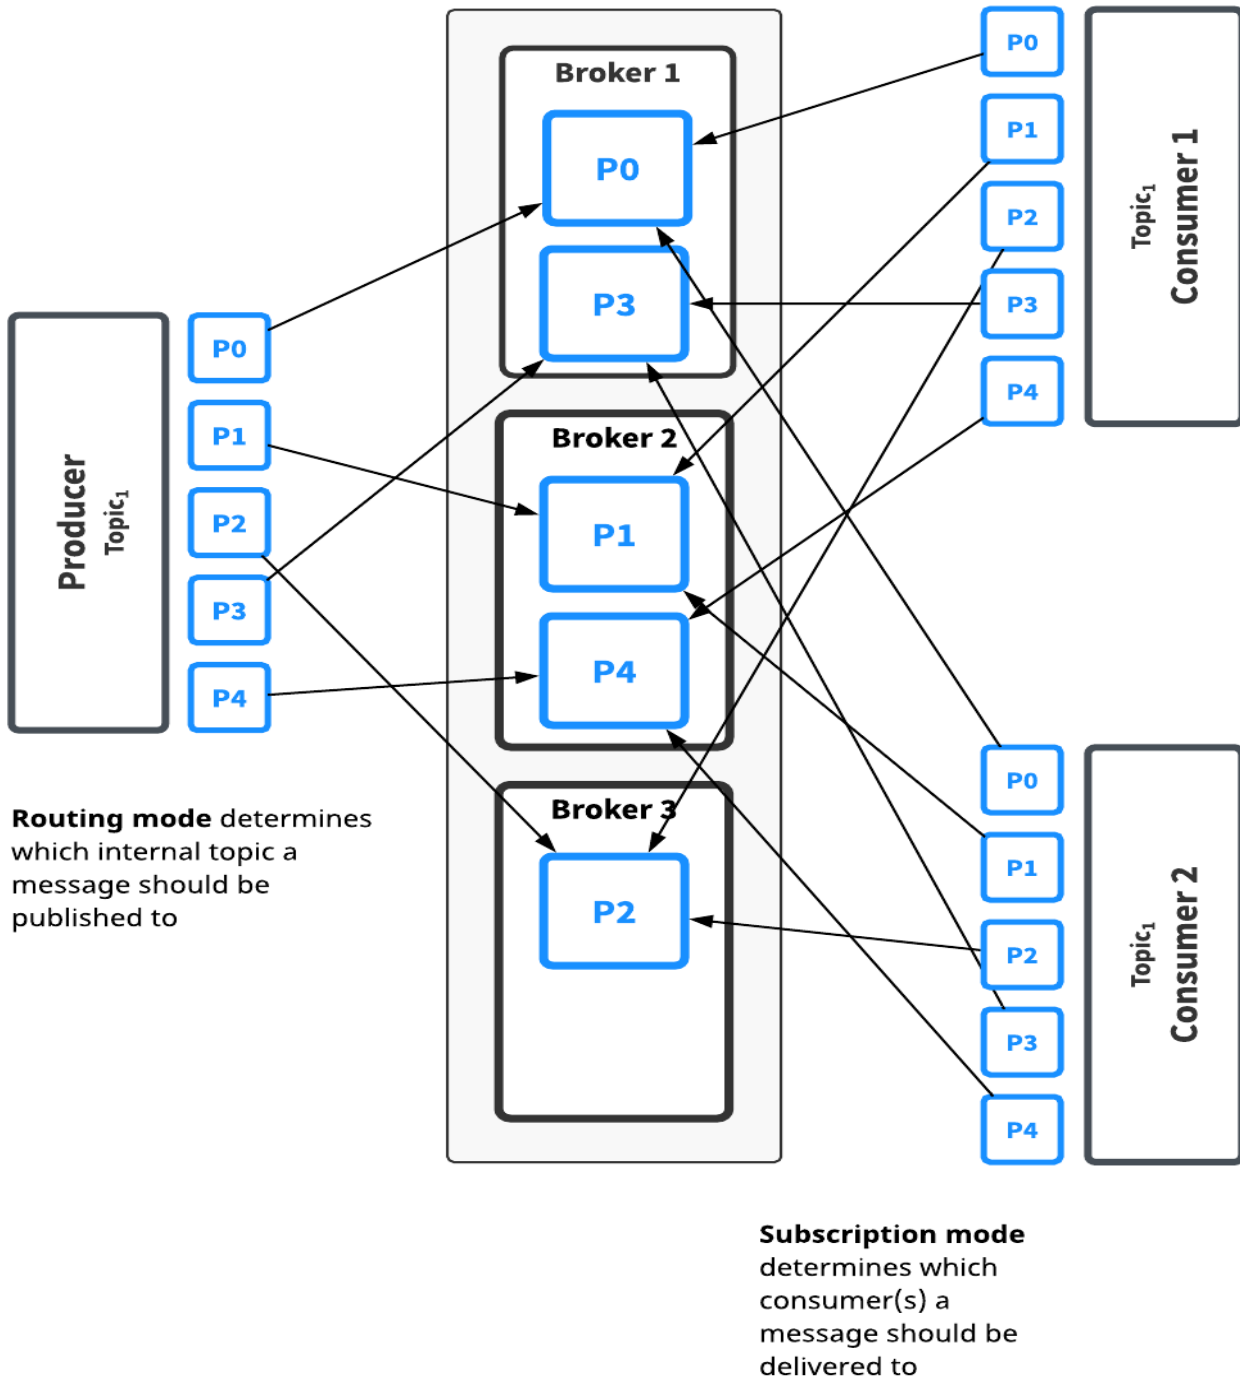 Producer
Topic₁
P0
P1
P2
P3
P4
Routing mode determines
which internal topic a
message should be
published to
Broker 1
P0
P3
Broker 2
P1
P4
Broker 3
P2
P0
P1
P2
P3
P4
Topic₁
Consumer 1
P0
P1
P2
P3
P4
Topic₁
Consumer 2
Subscription mode
determines which
consumer(s) a
message should be
delivered to